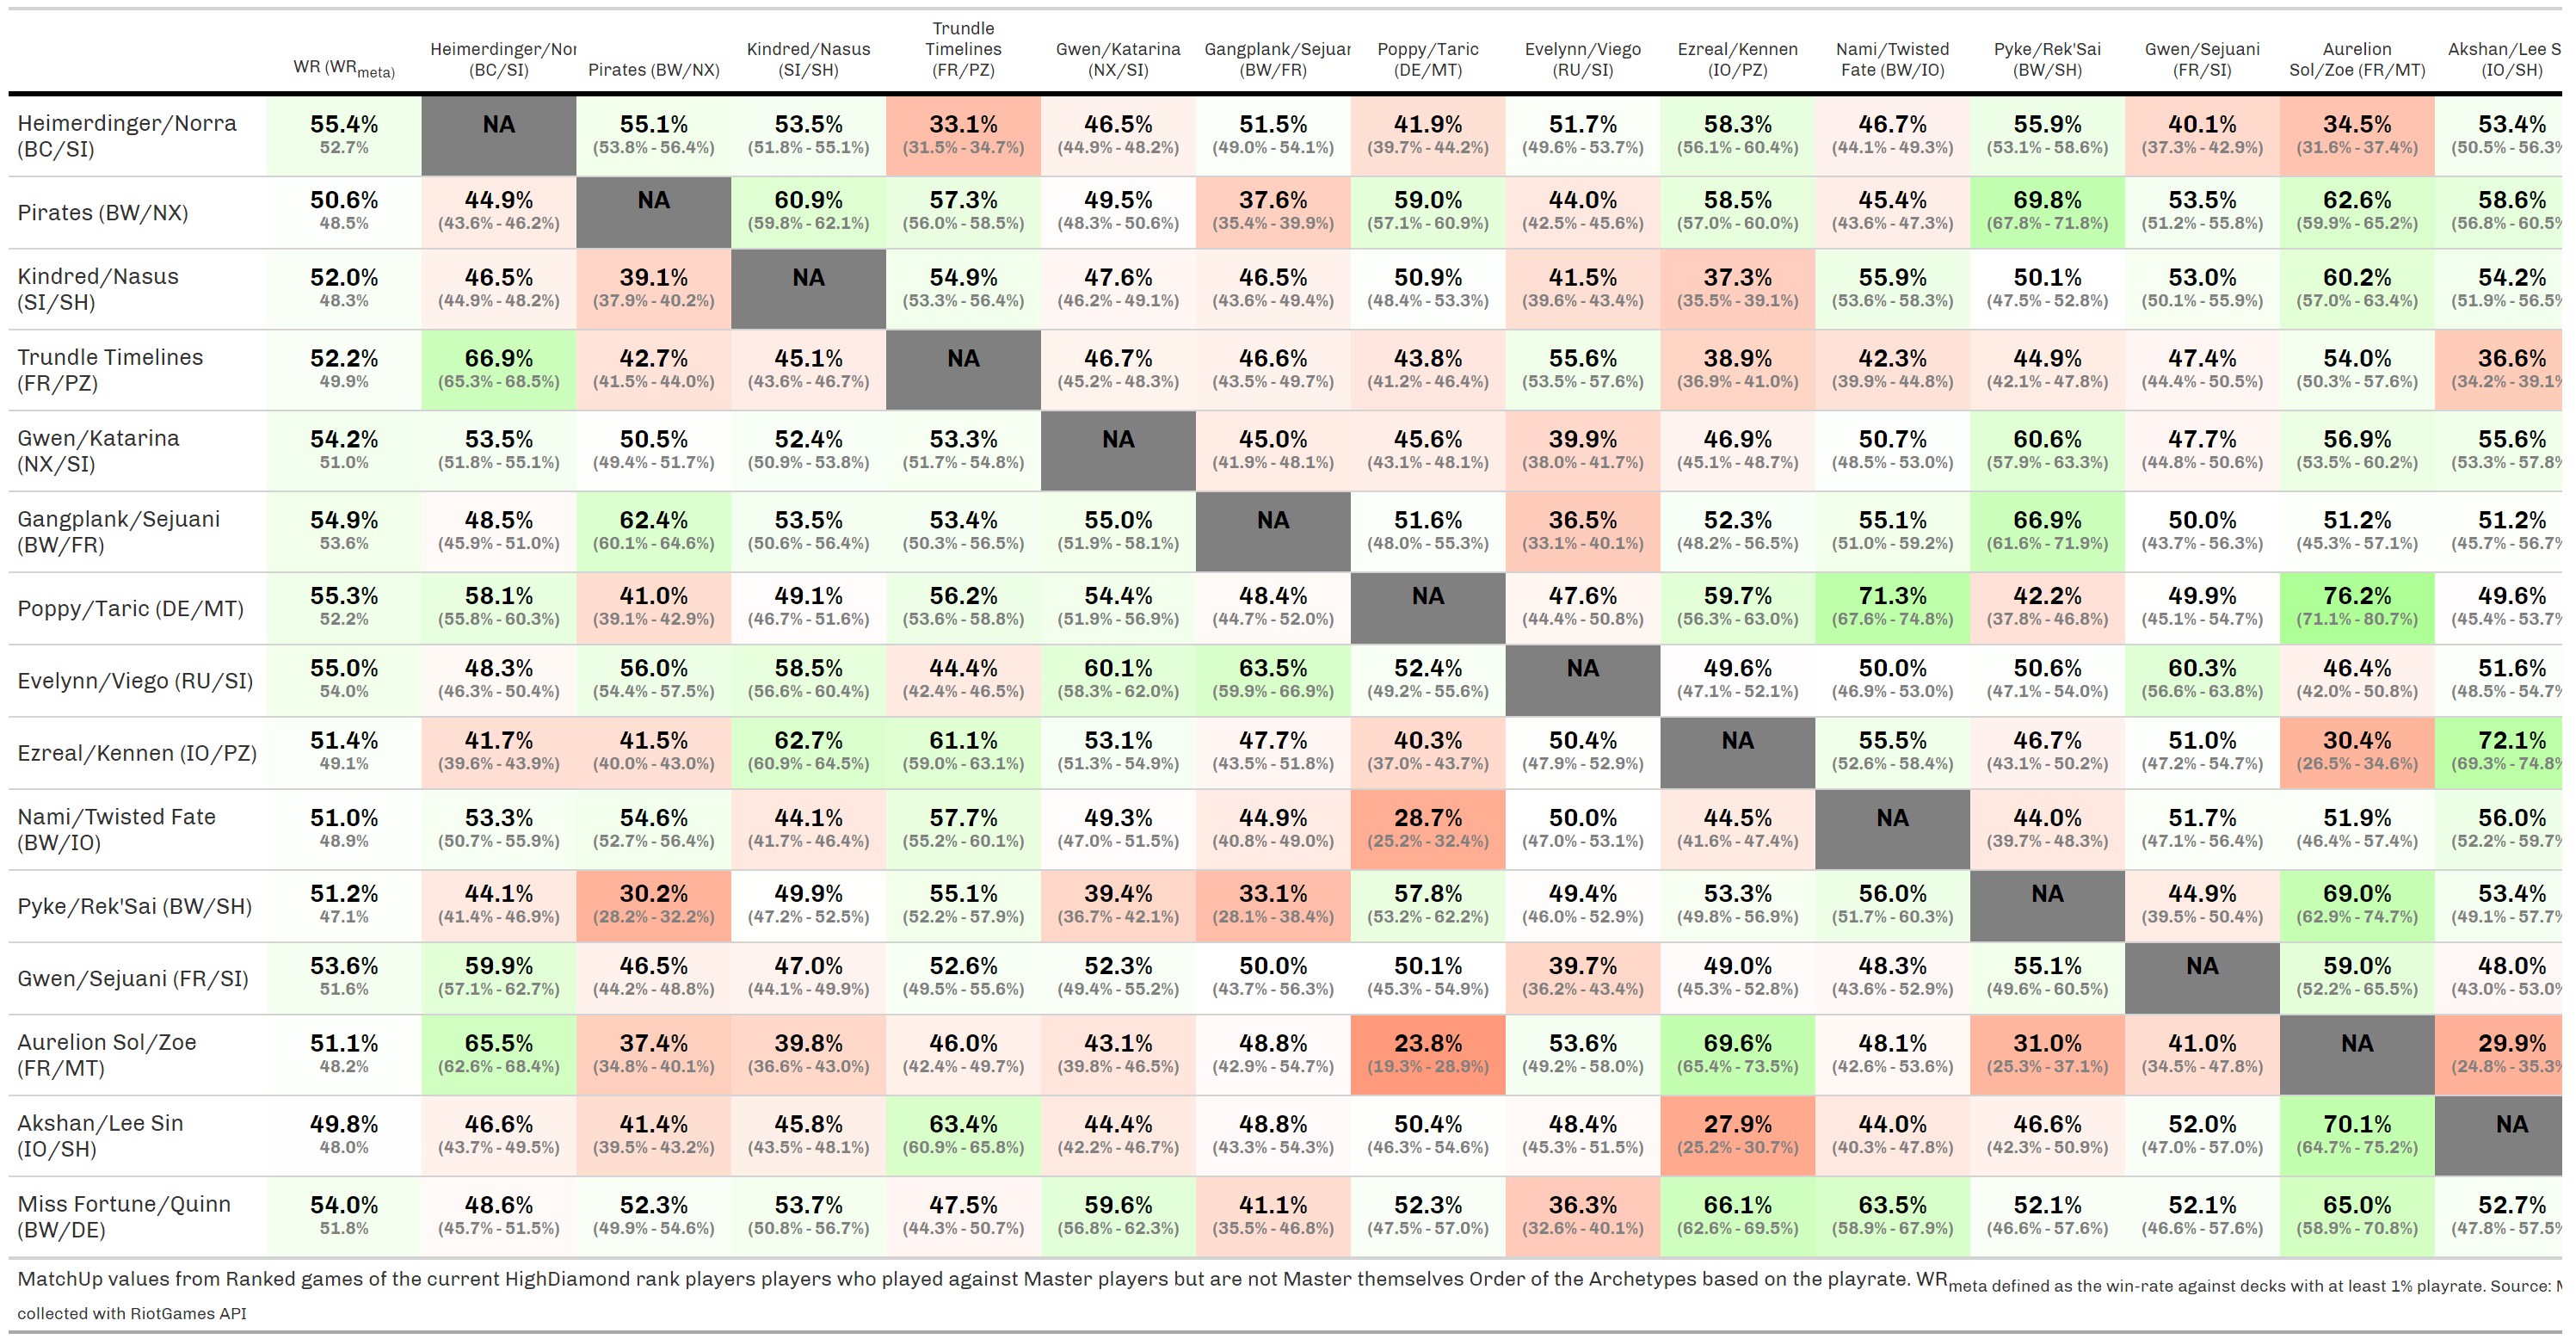 Trundle
Heimerdinger/Nor Kindred/Nasus Timelines Gwen/Katarina Gangplank/Sejuar Poppy/Taric Evelynn/Viego Ezreal/Kennen Nami/Twisted Pyke/Rek'Sai Gwen/Sejuani Aurelion Akshan/Lee S
WR (WRmeta) (BC/SI) Pirates (BW/NX) (SI/SH) (FR/PZ) (NX/SI) (BW/FR) (DE/MT) (RU/SI) (IO/PZ) Fate (BW/IO) (BW/SH) (FR/SI) Sol/Zoe (FR/MT) (IO/SH)
Heimerdinger/Norra 55.4% NA 55.1% 53.5% 33.1% 46.5% 51.5% 41.9% 51.7% 58.3% 46.7% 55.9% 40.1% 34.5% 53.4%
(BC/SI) 52.7% (53.8% - 56.4%) (51.8% - 55.1%) (31.5% - 34.7%) (44.9% - 48.2%) (49.0% - 54.1%) (39.7% - 44.2%) (49.6% - 53.7%) (56.1% - 60.4%) (44.1% - 49.3%) (53.1% - 58.6%) (37.3% - 42.9%) (31.6% - 37.4%) (50.5% - 56.3%
Pirates (BW/NX) 50.6% 44.9% NA 60.9% 57.3% 49.5% 37.6% 59.0% 44.0% 58.5% 45.4% 69.8% 53.5% 62.6% 58.6%
48.5% (43.6% - 46.2%) (59.8% - 62.1%) (56.0% - 58.5%) (48.3% - 50.6%) (35.4% - 39.9%) (57.1% - 60.9%) (42.5% - 45.6%) (57.0% - 60.0%) (43.6% - 47.3%) (67.8% - 71.8%) (51.2% - 55.8%) (59.9% - 65.2%) (56.8% - 60.5%
Kindred/Nasus 52.0% 46.5% 39.1% NA 54.9% 47.6% 46.5% 50.9% 41.5% 37.3% 55.9% 50.1% 53.0% 60.2% 54.2%
(SI/SH) 48.3% (44.9% - 48.2%) (37.9% - 40.2%) (53.3% - 56.4%) (46.2% - 49.1%) (43.6% - 49.4%) (48.4% - 53.3%) (39.6% - 43.4%) (35.5% - 39.1%) (53.6% - 58.3%) (47.5% - 52.8%) (50.1% - 55.9%) (57.0% - 63.4%) (51.9% - 56.5%
Trundle Timelines 52.2% 66.9% 42.7% 45.1% NA 46.7% 46.6% 43.8% 55.6% 38.9% 42.3% 44.9% 47.4% 54.0% 36.6%
(FR/PZ) 49.9% (65.3% - 68.5%) (41.5% - 44.0%) (43.6% - 46.7%) (45.2% - 48.3%) (43.5% - 49.7%) (41.2% - 46.4%) (53.5% - 57.6%) (36.9% - 41.0%) (39.9% - 44.8%) (42.1% - 47.8%) (44.4% - 50.5%) (50.3% - 57.6%) (34.2% - 39.1%
Gwen/Katarina 54.2% 53.5% 50.5% 52.4% 53.3% NA 45.0% 45.6% 39.9% 46.9% 50.7% 60.6% 47.7% 56.9% 55.6%
(NX/SI) 51.0% (51.8% - 55.1%) (49.4% - 51.7%) (50.9% - 53.8%) (51.7% - 54.8%) (41.9% - 48.1%) (43.1% - 48.1%) (38.0% - 41.7%) (45.1% - 48.7%) (48.5% - 53.0%) (57.9% - 63.3%) (44.8% - 50.6%) (53.5% - 60.2%) (53.3% - 57.8%
Gangplank/Sejuani 54.9% 48.5% 62.4% 53.5% 53.4% 55.0% NA 51.6% 36.5% 52.3% 55.1% 66.9% 50.0% 51.2% 51.2%
(BW/FR) 53.6% (45.9% - 51.0%) (60.1% - 64.6%) (50.6% - 56.4%) (50.3% - 56.5%) (51.9% - 58.1%) (48.0% - 55.3%) (33.1% - 40.1%) (48.2% - 56.5%) (51.0% - 59.2%) (61.6% - 71.9%) (43.7% - 56.3%) (45.3% - 57.1%) (45.7% - 56.7%
Poppy/Taric (DE/MT) 55.3% 58.1% 41.0% 49.1% 56.2% 54.4% 48.4% NA 47.6% 59.7% 71.3% 42.2% 49.9% 76.2% 49.6%
52.2% (55.8% - 60.3%) (39.1% - 42.9%) (46.7% - 51.6%) (53.6% - 58.8%) (51.9% - 56.9%) (44.7% - 52.0%) (44.4% - 50.8%) (56.3% - 63.0%) (67.6% - 74.8%) (37.8% - 46.8%) (45.1% - 54.7%) (71.1% - 80.7%) (45.4% - 53.7%
Evelynn/Viego (RU/SI) 55.0% 48.3% 56.0% 58.5% 44.4% 60.1% 63.5% 52.4% NA 49.6% 50.0% 50.6% 60.3% 46.4% 51.6%
54.0% (46.3% - 50.4%) (54.4% - 57.5%) (56.6% - 60.4%) (42.4% - 46.5%) (58.3% - 62.0%) (59.9% - 66.9%) (49.2% - 55.6%) (47.1% - 52.1%) (46.9% - 53.0%) (47.1% - 54.0%) (56.6% - 63.8%) (42.0% - 50.8%) (48.5% - 54.7%
Ezreal/Kennen (IO/PZ) 51.4% 41.7% 41.5% 62.7% 61.1% 53.1% 47.7% 40.3% 50.4% NA 55.5% 46.7% 51.0% 30.4% 72.1%
49.1% (39.6% - 43.9%) (40.0% - 43.0%) (60.9% - 64.5%) (59.0% - 63.1%) (51.3% - 54.9%) (43.5% - 51.8%) (37.0% - 43.7%) (47.9% - 52.9%) (52.6% - 58.4%) (43.1% - 50.2%) (47.2% - 54.7%) (26.5% - 34.6%) (69.3% - 74.8%
Nami/Twisted Fate 51.0% 53.3% 54.6% 44.1% 57.7% 49.3% 44.9% 28.7% 50.0% 44.5% NA 44.0% 51.7% 51.9% 56.0%
(BW/IO) 48.9% (50.7% - 55.9%) (52.7% - 56.4%) (41.7% - 46.4%) (55.2% - 60.1%) (47.0% - 51.5%) (40.8% - 49.0%) (25.2% - 32.4%) (47.0% - 53.1%) (41.6% - 47.4%) (39.7% - 48.3%) (47.1% - 56.4%) (46.4% - 57.4%) (52.2% - 59.7%
Pyke/Rek'Sai (BW/SH) 51.2% 44.1% 30.2% 49.9% 55.1% 39.4% 33.1% 57.8% 49.4% 53.3% 56.0% NA 44.9% 69.0% 53.4%
47.1% (41.4% - 46.9%) (28.2% - 32.2%) (47.2% - 52.5%) (52.2% - 57.9%) (36.7% - 42.1%) (28.1% - 38.4%) (53.2% - 62.2%) (46.0% - 52.9%) (49.8% - 56.9%) (51.7% - 60.3%) (39.5% - 50.4%) (62.9% - 74.7%) (49.1% - 57.7%
Gwen/Sejuani (FR/SI) 53.6% 59.9% 46.5% 47.0% 52.6% 52.3% 50.0% 50.1% 39.7% 49.0% 48.3% 55.1% NA 59.0% 48.0%
51.6% (57.1% - 62.7%) (44.2% - 48.8%) (44.1% - 49.9%) (49.5% - 55.6%) (49.4% - 55.2%) (43.7% - 56.3%) (45.3% - 54.9%) (36.2% - 43.4%) (45.3% - 52.8%) (43.6% - 52.9%) (49.6% - 60.5%) (52.2% - 65.5%) (43.0% - 53.0%
Aurelion Sol/Zoe 51.1% 65.5% 37.4% 39.8% 46.0% 43.1% 48.8% 23.8% 53.6% 69.6% 48.1% 31.0% 41.0% NA 29.9%
(FR/MT) 48.2% (62.6% - 68.4%) (34.8% - 40.1%) (36.6% - 43.0%) (42.4% - 49.7%) (39.8% - 46.5%) (42.9% - 54.7%) (19.3% - 28.9%) (49.2% - 58.0%) (65.4% - 73.5%) (42.6% - 53.6%) (25.3% - 37.1%) (34.5% - 47.8%) (24.8% - 35.3%
Akshan/Lee Sin 49.8% 46.6% 41.4% 45.8% 63.4% 44.4% 48.8% 50.4% 48.4% 27.9% 44.0% 46.6% 52.0% 70.1% NA
(IO/SH) 48.0% (43.7% - 49.5%) (39.5% - 43.2%) (43.5% - 48.1%) (60.9% - 65.8%) (42.2% - 46.7%) (43.3% - 54.3%) (46.3% - 54.6%) (45.3% - 51.5%) (25.2% - 30.7%) (40.3% - 47.8%) (42.3% - 50.9%) (47.0% - 57.0%) (64.7% - 75.2%)
Miss Fortune/Quinn 54.0% 48.6% 52.3% 53.7% 47.5% 59.6% 41.1% 52.3% 36.3% 66.1% 63.5% 52.1% 52.1% 65.0% 52.7%
(BW/DE) 51.8% (45.7% - 51.5%) (49.9% - 54.6%) (50.8% - 56.7%) (44.3% - 50.7%) (56.8% - 62.3%) (35.5% - 46.8%) (47.5% - 57.0%) (32.6% - 40.1%) (62.6% - 69.5%) (58.9% - 67.9%) (46.6% - 57.6%) (46.6% - 57.6%) (58.9% - 70.8%) (47.8% - 57.5%
MatchUp values from Ranked games of the current HighDiamond rank players players who played against Master players but are not Master themselves Order of the Archetypes based on the playrate. WRmeta defined as the win-rate against decks with at least 1% playrate. Source:
collected with RiotGames API